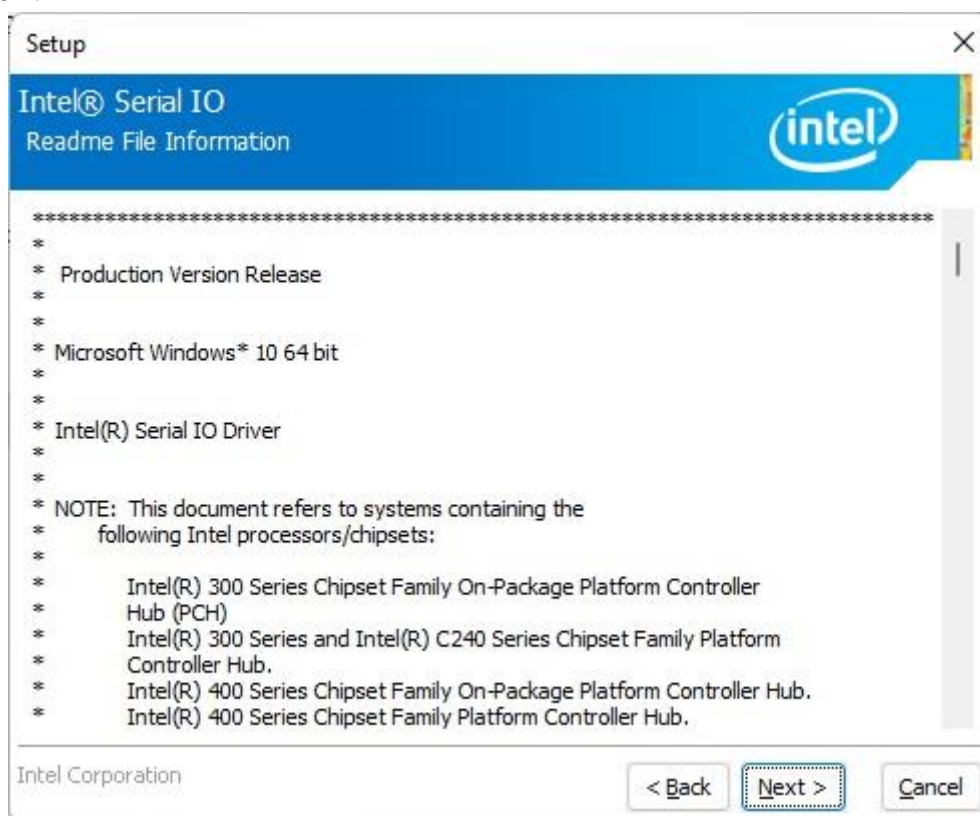 Setup
Intel® Serial IO
Readme File Information
intel
***************************************************************************
*
* Production Version Release
*
*
* Microsoft Windows* 10 64 bit
*
*
* Intel(R) Serial IO Driver
*
*
* NOTE: This document refers to systems containing the
* following Intel processors/chipsets:
*
* Intel(R) 300 Series Chipset Family On-Package Platform Controller
* Hub (PCH)
* Intel(R) 300 Series and Intel(R) C240 Series Chipset Family Platform
* Controller Hub.
* Intel(R) 400 Series Chipset Family On-Package Platform Controller Hub.
* Intel(R) 400 Series Chipset Family Platform Controller Hub.
Intel Corporation
< Back Next > Cancel